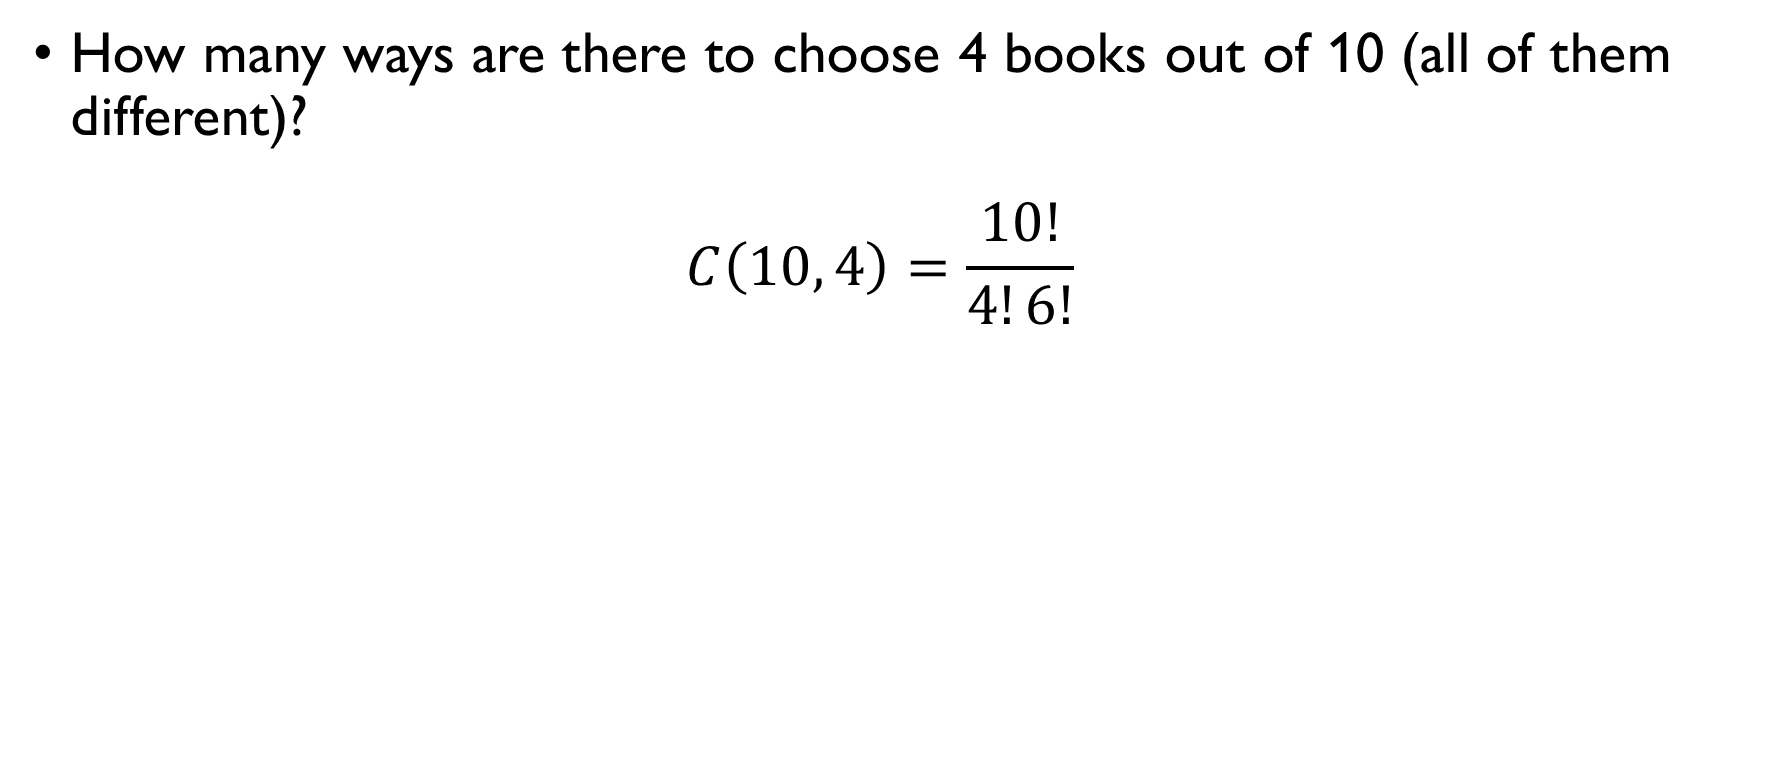 • How many ways are there to choose 4 books out of 10 (all of them
different)?
C(10, 4) = 10!
4! 6!